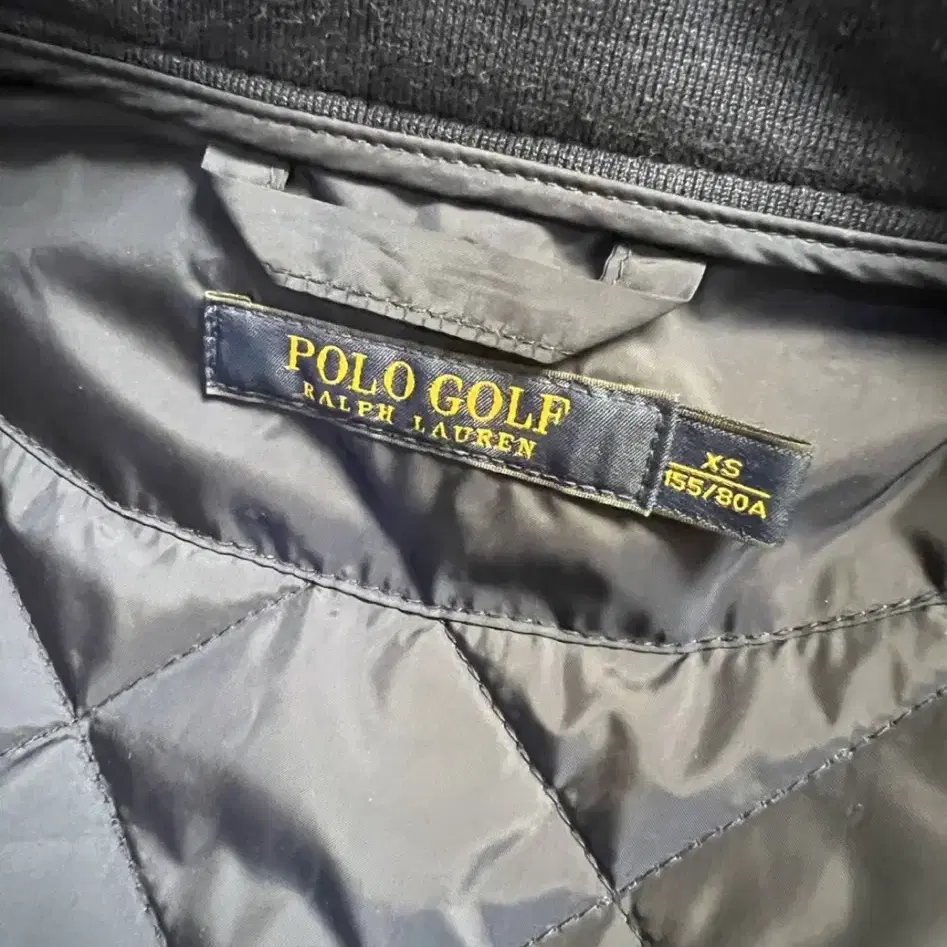 POLO GOLF
RALPH LAUREN
XS
155/80A